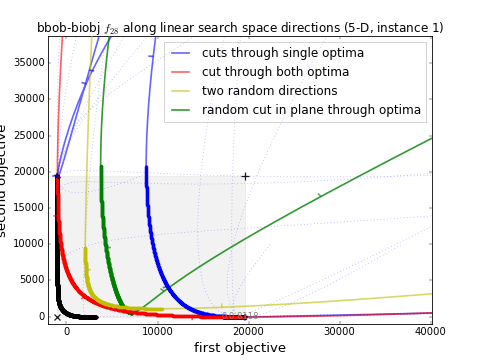 bbob-biobj f28 along linear search space directions (5-D, instance 1)
cuts through single optima
cut through both optima
two random directions
random cut in plane through optima
second objective
35000
30000
25000
20000
15000
10000
5000
0
0
10000
20000
30000
40000
first objective